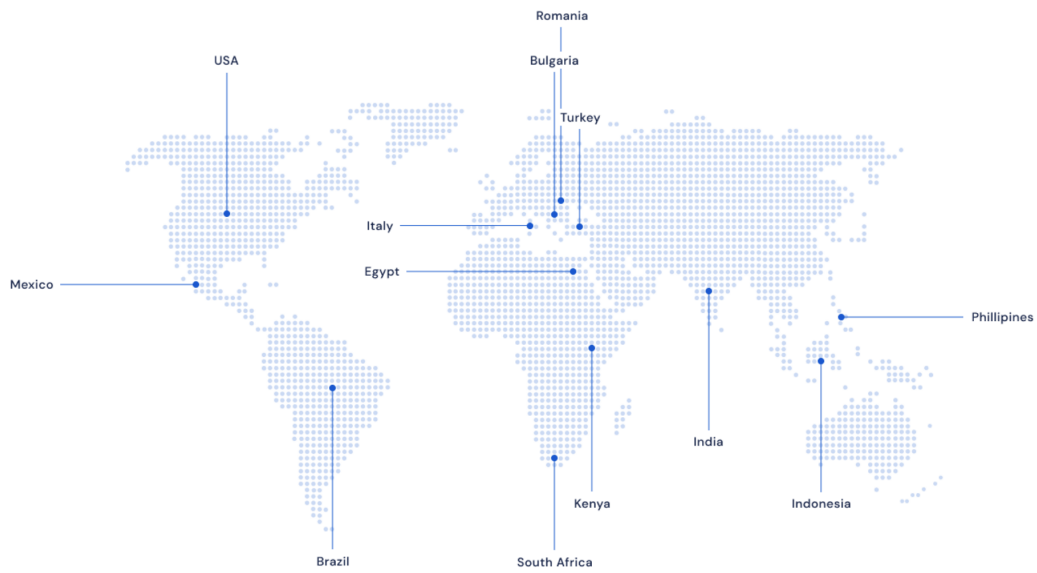 Romania
USA
Bulgaria
Turkey
Italy
Egypt
Mexico
Phillipines
India
Kenya
Indonesia
Brazil
South Africa